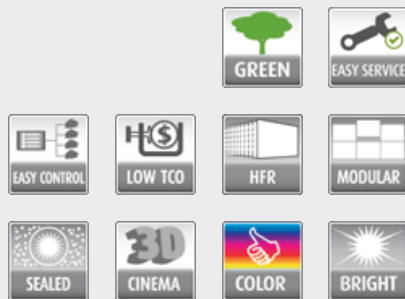 GREEN
EASY SERVICE
EASY CONTROL
$
LOW TCO
HFR
MODULAR
SEALED
3D
CINEMA
COLOR
BRIGHT